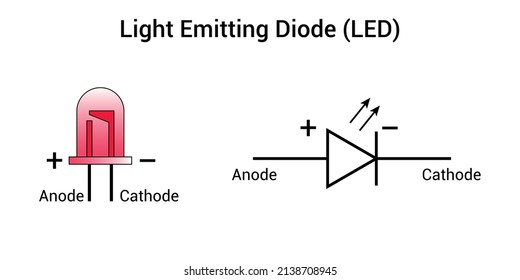 Light Emitting Diode (LED)
+ −
Anode Cathode
+ −
Anode Cathode
shutterstock.com · 2138708945